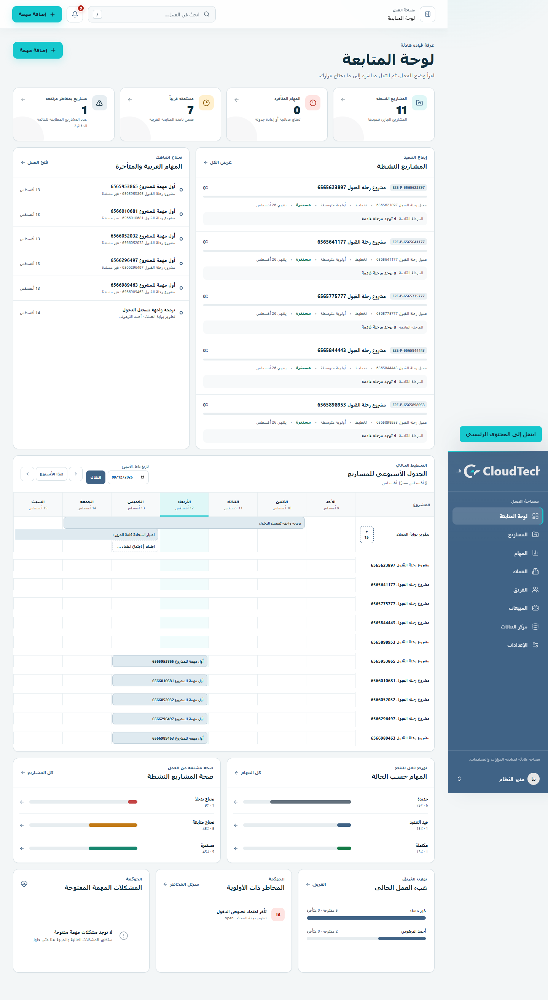 مساحة العمل
لوحة المتابعة
ابحث في العمل...
/
7
إضافة مهمة
غرفة قيادة هادئة
لوحة المتابعة
اقرأ وضع العمل، ثم انتقل مباشرة إلى ما يحتاج قرارك.
إضافة مهمة
المشاريع النشطة
11
المشاريع الجاري تنفيذها
المهام المتأخرة
0
تحتاج معالجة أو إعادة جدولة
مستحقة قريباً
7
ضمن نافذة المتابعة القريبة
مشاريع بمخاطر مرتفعة
1
عدد المشاريع المطابقة للقائمة
المفلترة
إيقاع التنفيذ
المشاريع النشطة
عرض الكل
E2E-P-6565623897 مشروع رحلة القبول 6565623897
0٪
عميل رحلة القبول 6565623897 • تخطيط • أولوية متوسطة • مستقرة • ينتهي 26 أغسطس
المرحلة القادمة لا توجد مرحلة قادمة
E2E-P-6565641177 مشروع رحلة القبول 6565641177
0٪
عميل رحلة القبول 6565641177 • تخطيط • أولوية متوسطة • مستقرة • ينتهي 26 أغسطس
المرحلة القادمة لا توجد مرحلة قادمة
E2E-P-6565775777 مشروع رحلة القبول 6565775777
0٪
عميل رحلة القبول 6565775777 • تخطيط • أولوية متوسطة • مستقرة • ينتهي 26 أغسطس
المرحلة القادمة لا توجد مرحلة قادمة
E2E-P-6565844443 مشروع رحلة القبول 6565844443
0٪
عميل رحلة القبول 6565844443 • تخطيط • أولوية متوسطة • مستقرة • ينتهي 26 أغسطس
المرحلة القادمة لا توجد مرحلة قادمة
E2E-P-6565898953 مشروع رحلة القبول 6565898953
0٪
عميل رحلة القبول 6565898953 • تخطيط • أولوية متوسطة • مستقرة • ينتهي 26 أغسطس
المرحلة القادمة لا توجد مرحلة قادمة
تحتاج انتباهك
المهام القريبة والمتأخرة
فتح العمل
أول مهمة للمشروع 6565953865
مشروع رحلة القبول 6565953865 · غير مسندة
13 أغسطس
أول مهمة للمشروع 6566010681
مشروع رحلة القبول 6566010681 · غير مسندة
13 أغسطس
أول مهمة للمشروع 6566052032
مشروع رحلة القبول 6566052032 · غير مسندة
13 أغسطس
أول مهمة للمشروع 6566296497
مشروع رحلة القبول 6566296497 · غير مسندة
13 أغسطس
أول مهمة للمشروع 6566989463
مشروع رحلة القبول 6566989463 · غير مسندة
13 أغسطس
برمجة واجهة تسجيل الدخول
تطوير بوابة العملاء · أحمد الترهوني
14 أغسطس
انتقل إلى المحتوى الرئيسي
CloudTech
مساحة العمل
لوحة المتابعة
المشاريع
المهام
العملاء
الفريق
المبيعات
مركز البيانات
الإعدادات
مساحة هادئة لمتابعة القرارات والتسليمات.
ما
مدير النظام
التخطيط الحالي
الجدول الأسبوعي للمشاريع
9 أغسطس — 15 أغسطس
تاريخ داخل الأسبوع
08/12/2026
انتقال
هذا الأسبوع
المشروع
الأحد
9 أغسطس
الاثنين
10 أغسطس
الثلاثاء
11 أغسطس
الأربعاء
12 أغسطس
الخميس
13 أغسطس
الجمعة
14 أغسطس
السبت
15 أغسطس
تطوير بوابة العملاء
+
15
برمجة واجهة تسجيل الدخول
اختبار استعادة كلمة المرور ›
اجتماع | اجتماع اعتماد ...
مشروع رحلة القبول 6565623897
مشروع رحلة القبول 6565641177
مشروع رحلة القبول 6565775777
مشروع رحلة القبول 6565844443
مشروع رحلة القبول 6565898953
مشروع رحلة القبول 6565953865
أول مهمة للمشروع 6565953865
مشروع رحلة القبول 6566010681
أول مهمة للمشروع 6566010681
مشروع رحلة القبول 6566052032
أول مهمة للمشروع 6566052032
مشروع رحلة القبول 6566296497
أول مهمة للمشروع 6566296497
مشروع رحلة القبول 6566989463
أول مهمة للمشروع 6566989463
توزيع قابل للتتبع
المهام حسب الحالة
كل المهام
جديدة
6 · 75٪
قيد التنفيذ
1 · 13٪
مكتملة
1 · 13٪
صحة مشتقة من العمل
صحة المشاريع النشطة
كل المشاريع
تحتاج تدخلاً
1 · 9٪
تحتاج متابعة
5 · 45٪
مستقرة
5 · 45٪
توازن الفريق
عبء العمل الحالي
الفريق
غير مسند
5 مفتوحة · 0 متأخرة
أحمد الترهوني
2 مفتوحة · 0 متأخرة
الحوكمة
المخاطر ذات الأولوية
سجل المخاطر
16
تأخر اعتماد نصوص الدخول
تطوير بوابة العملاء · open
الحوكمة
المشكلات المهمة المفتوحة
لا توجد مشكلات مهمة مفتوحة
ستظهر المشكلات العالية والحرجة هنا حتى حلها.